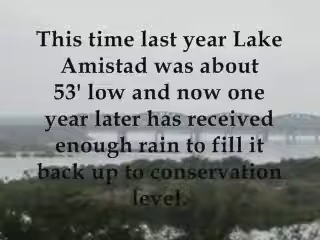 This time last year Lake
Amistad was about
53' low and now one
year later has received
enough rain to fill it
back up to conservation
level.